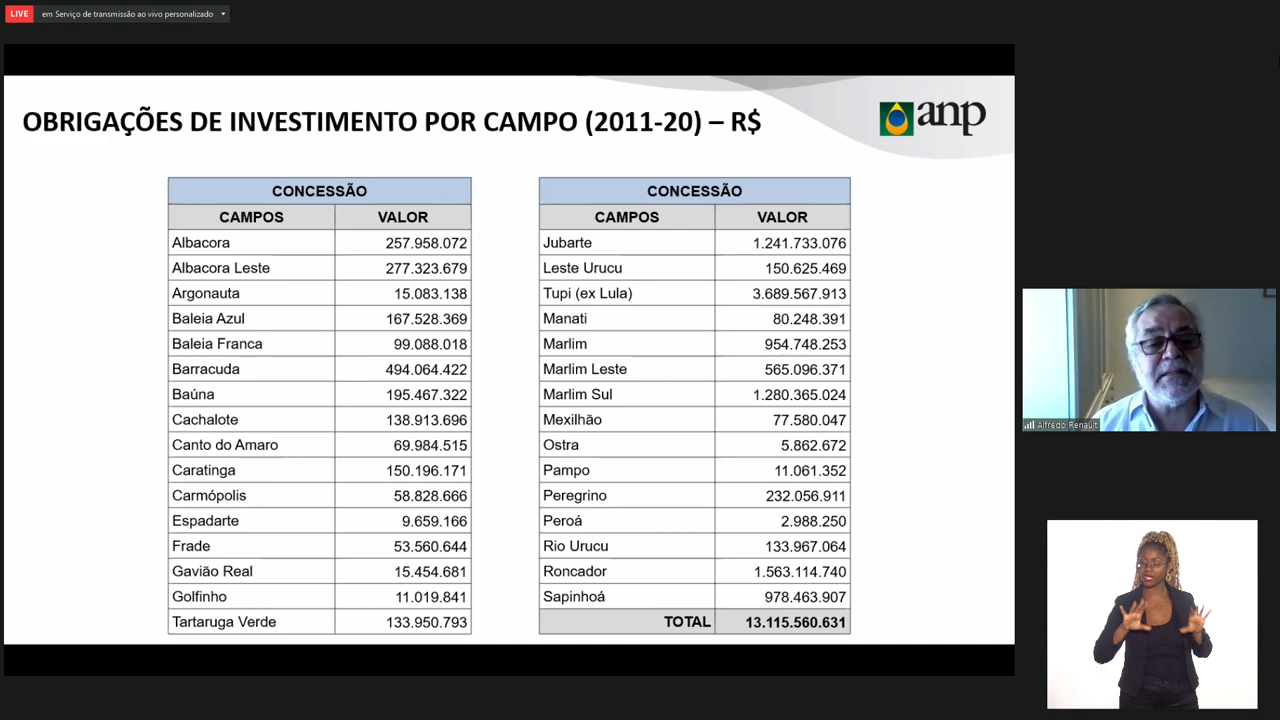 LIVE em Serviço de transmissão ao vivo personalizado
OBRIGAÇÕES DE INVESTIMENTO POR CAMPO (2011-20) – R$
anp
CONCESSÃO
CAMPOS VALOR
Albacora 257.958.072
Albacora Leste 277.323.679
Argonauta 15.083.138
Baleia Azul 167.528.369
Baleia Franca 99.088.018
Barracuda 494.064.422
Baúna 195.467.322
Cachalote 138.913.696
Canto do Amaro 69.984.515
Caratinga 150.196.171
Carmópolis 58.828.666
Espadarte 9.659.166
Frade 53.560.644
Gavião Real 15.454.681
Golfinho 11.019.841
Tartaruga Verde 133.950.793
CONCESSÃO
CAMPOS VALOR
Jubarte 1.241.733.076
Leste Urucu 150.625.469
Tupi (ex Lula) 3.689.567.913
Manati 80.248.391
Marlim 954.748.253
Marlim Leste 565.096.371
Marlim Sul 1.280.365.024
Mexilhão 77.580.047
Ostra 5.862.672
Pampo 11.061.352
Peregrino 232.056.911
Peroá 2.988.250
Rio Urucu 133.967.064
Roncador 1.563.114.740
Sapinhoá 978.463.907
TOTAL 13.115.560.631
Alfredo Renault